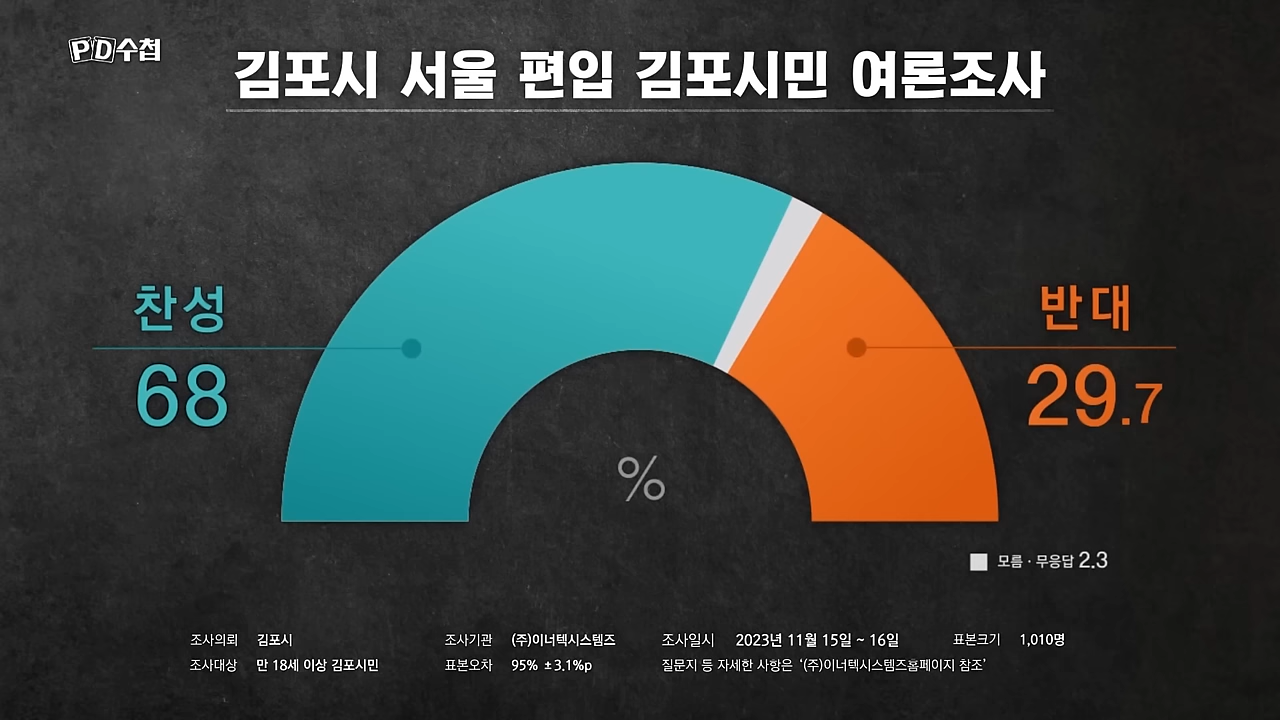 PD수첩
김포시 서울 편입 김포시민 여론조사
찬성
68
반대
29.7
%
모름·무응답 2.3
조사의뢰 김포시 조사기관 (주)이너텍시스템즈 조사일시 2023년 11월 15일 ~ 16일 표본크기 1,010명
조사대상 만 18세 이상 김포시민 표본오차 95% ±3.1%p 질문지 등 자세한 사항은 '(주)이너텍시스템즈홈페이지 참조'